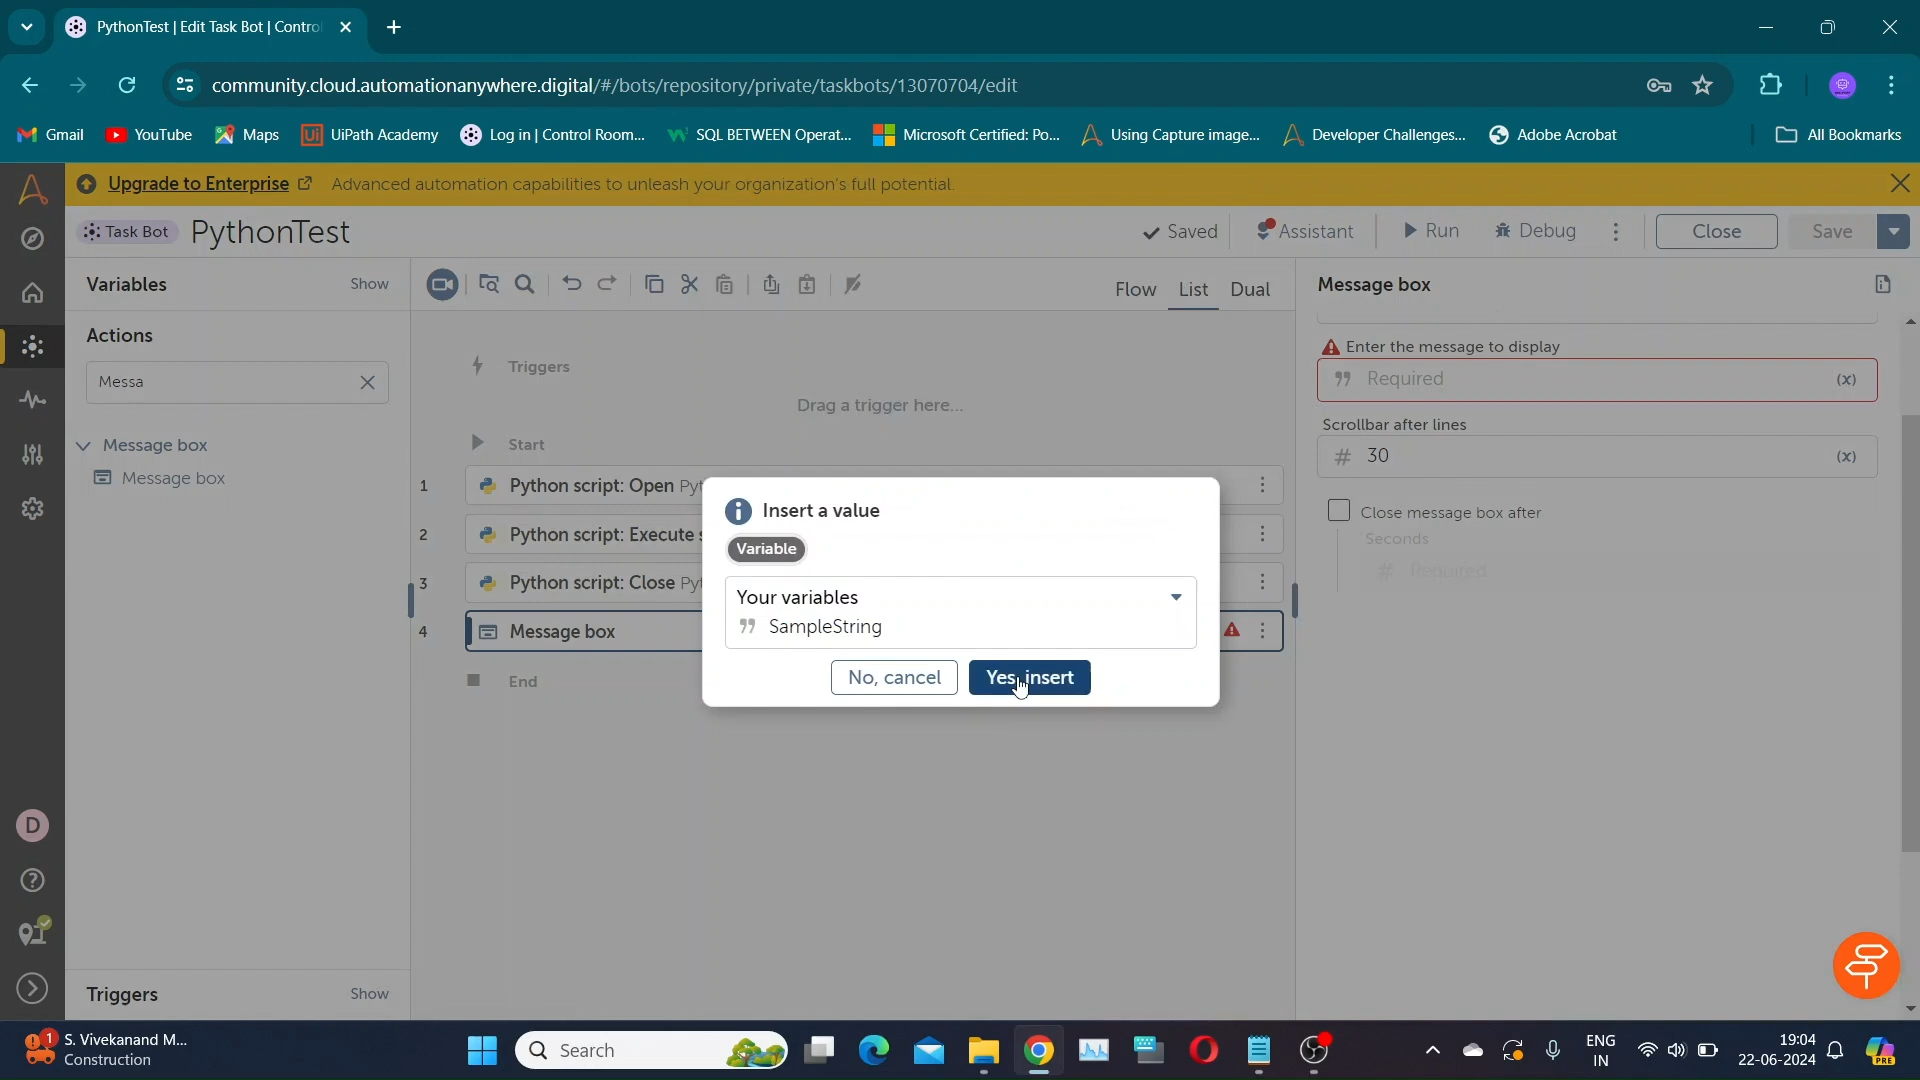 PythonTest | Edit Task Bot | Contro
community.cloud.automationanywhere.digital/#/bots/repository/private/taskbots/13070704/edit
Gmail
YouTube
Maps
UiPath Academy
Log in | Control Room...
SQL BETWEEN Operat...
Microsoft Certified: Po...
Using Capture image...
Developer Challenges...
Adobe Acrobat
All Bookmarks
Upgrade to Enterprise
Advanced automation capabilities to unleash your organization's full potential.
Task Bot
PythonTest
Saved
Assistant
Run
Debug
Close
Save
Variables
Show
Flow
List
Dual
Message box
Actions
Messa
Message box
Message box
Triggers
Drag a trigger here...
Start
1
Python script: Open
2
Python script: Execute
3
Python script: Close
4
Message box
End
Insert a value
Variable
Your variables
SampleString
No, cancel
Yes, insert
Enter the message to display
Required
(x)
Scrollbar after lines
# 30
(x)
Close message box after
Seconds
# Required
D
Triggers
Show
1
S. Vivekanand M...
Construction
Search
ENG
IN
19:04
22-06-2024
PRE